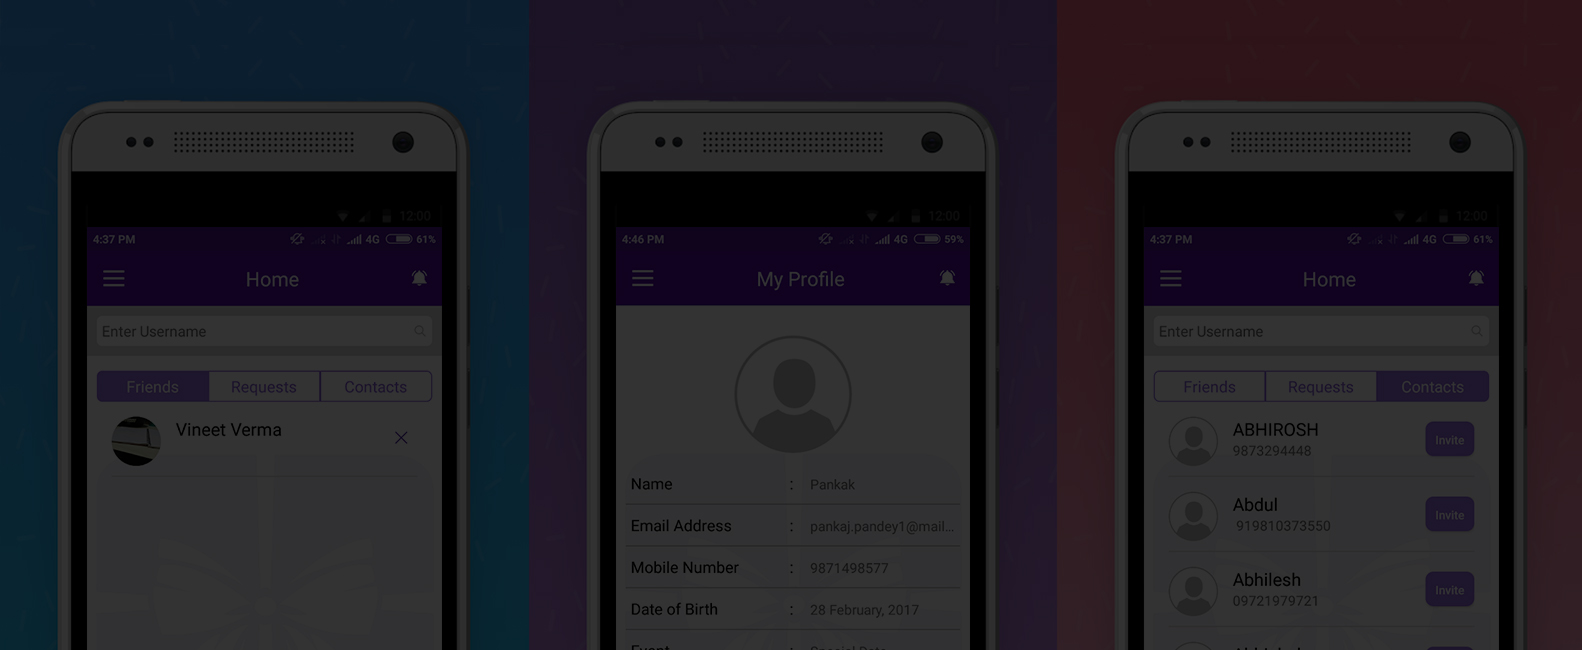 12:00
4:37 PM 4G 61%
Home
Enter Username
Friends Requests Contacts
Vineet Verma
12:00
4:46 PM 4G 59%
My Profile
Name : Pankak
Email Address : pankaj.pandey1@mail...
Mobile Number : 9871498577
Date of Birth : 28 February, 2017
Event : Special Date
12:00
4:37 PM 4G 61%
Home
Enter Username
Friends Requests Contacts
ABHIROSH
9873294448
Invite
Abdul
919810373550
Invite
Abhilesh
09721979721
Invite